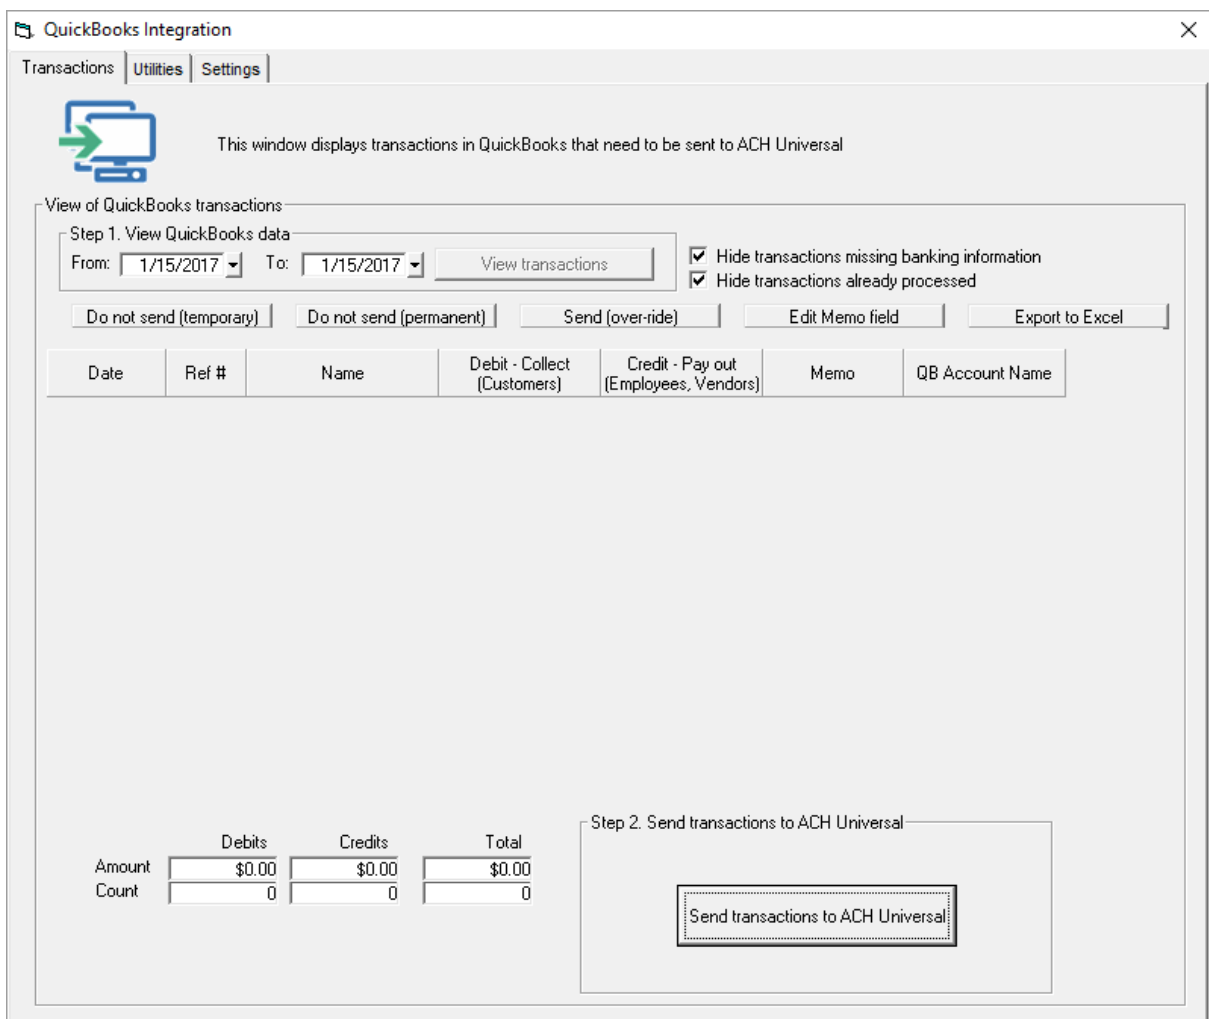 QuickBooks Integration
Transactions Utilities Settings
This window displays transactions in QuickBooks that need to be sent to ACH Universal
View of QuickBooks transactions
Step 1. View QuickBooks data
From: 1/15/2017 To: 1/15/2017 View transactions
Hide transactions missing banking information
Hide transactions already processed
Do not send (temporary) Do not send (permanent) Send (over-ride) Edit Memo field Export to Excel
Date Ref # Name Debit - Collect (Customers) Credit - Pay out (Employees, Vendors) Memo QB Account Name
Debits Credits Total
Amount $0.00 $0.00 $0.00
Count 0 0 0
Step 2. Send transactions to ACH Universal
Send transactions to ACH Universal